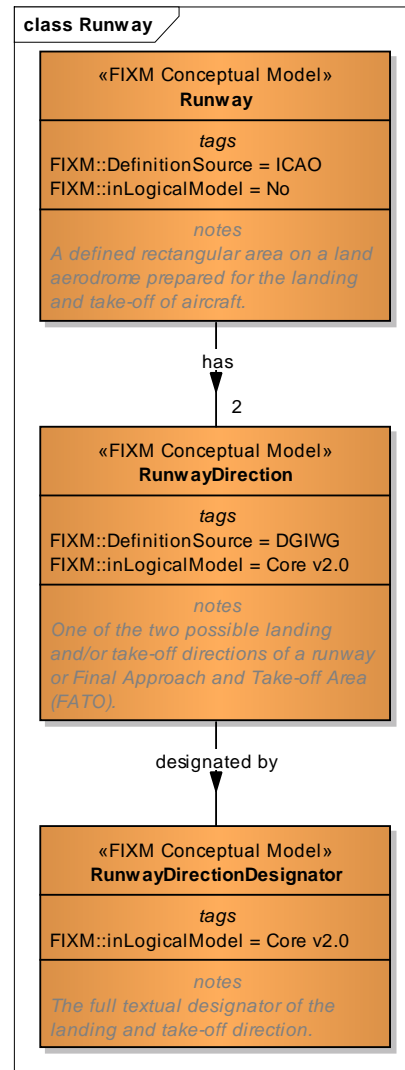 class Runway
«FIXM Conceptual Model»
Runway
tags
FIXM::DefinitionSource = ICAO
FIXM::inLogicalModel = No
notes
A defined rectangular area on a land
aerodrome prepared for the landing
and take-off of aircraft.
has
2
«FIXM Conceptual Model»
RunwayDirection
tags
FIXM::DefinitionSource = DGIWG
FIXM::inLogicalModel = Core v2.0
notes
One of the two possible landing
and/or take-off directions of a runway
or Final Approach and Take-off Area
(FATO).
designated by
«FIXM Conceptual Model»
RunwayDirectionDesignator
tags
FIXM::inLogicalModel = Core v2.0
notes
The full textual designator of the
landing and take-off direction.